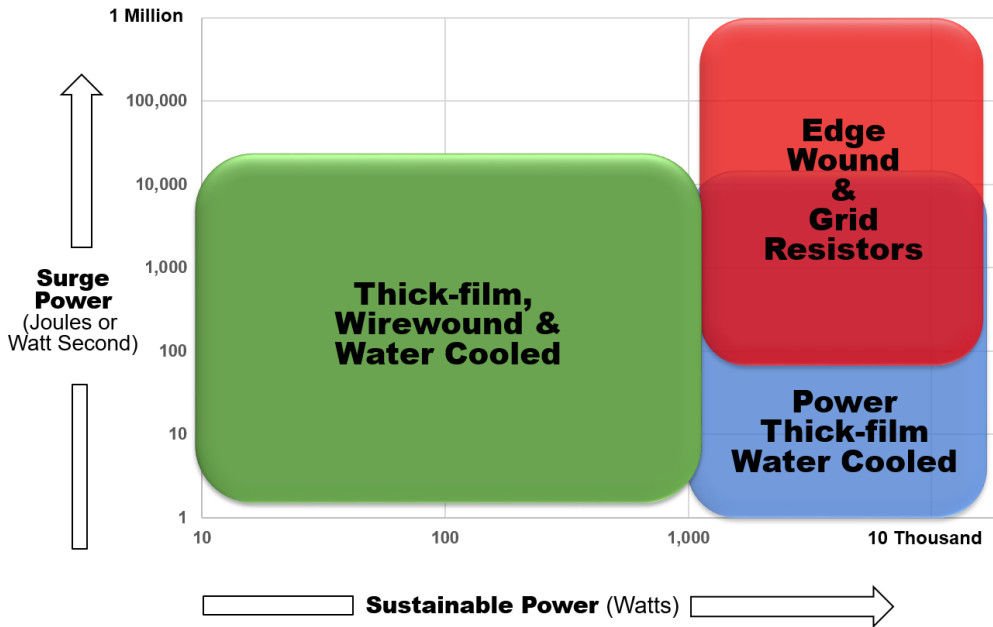 1 Million
100,000
10,000
1,000
100
10
1
Surge
Power
(Joules or
Watt Second)
Edge
Wound
&
Grid
Resistors
Thick-film,
Wirewound &
Water Cooled
Power
Thick-film
Water Cooled
10
100
1,000
10 Thousand
Sustainable Power (Watts)